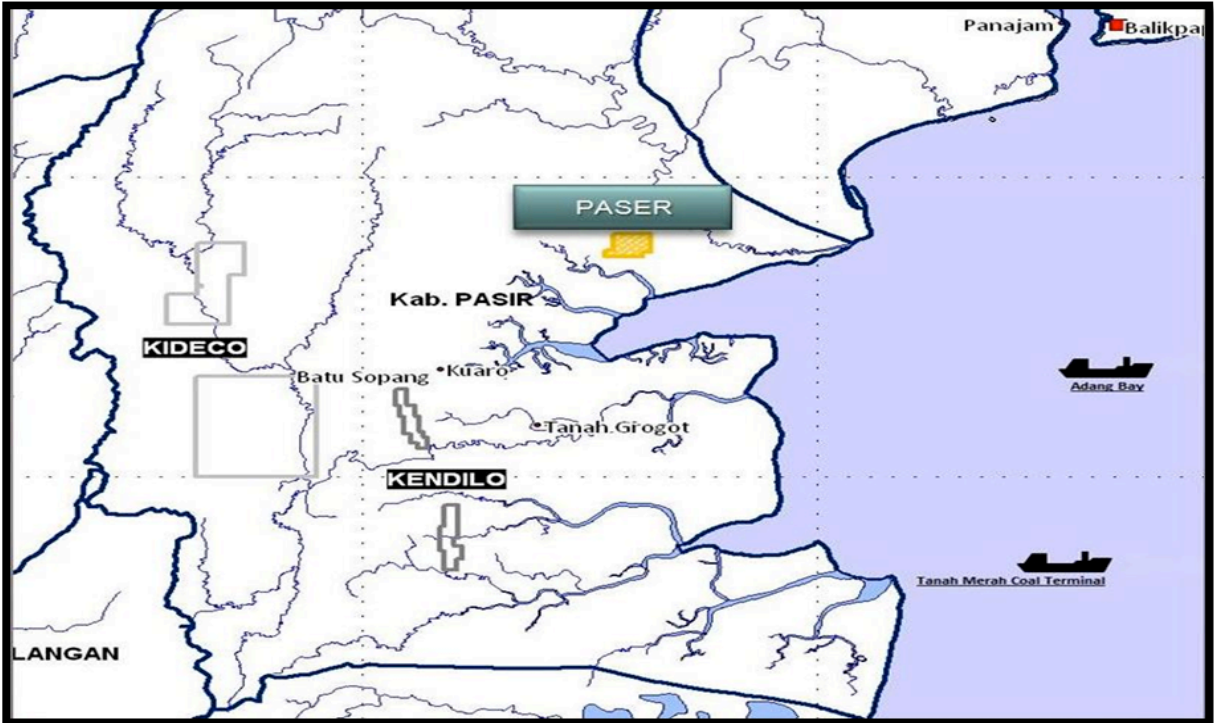 Panajam
Balikpap
PASER
Kab. PASIR
KIDECO
Batu Sopang
Kuaro
Adang Bay
Tanah Grogot
KENDILO
Tanah Merah Coal Terminal
LANGAN